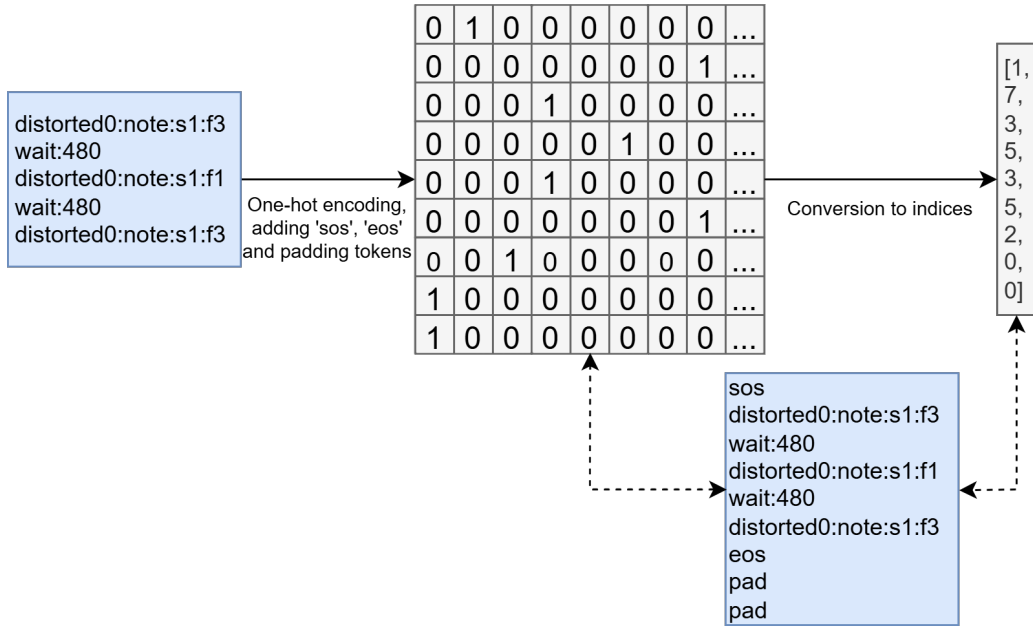 distorted0:note:s1:f3
wait:480
distorted0:note:s1:f1
wait:480
distorted0:note:s1:f3
One-hot encoding,
adding 'sos', 'eos'
and padding tokens
0 1 0 0 0 0 0 0 ...
0 0 0 0 0 0 0 1 ...
0 0 0 1 0 0 0 0 ...
0 0 0 0 0 1 0 0 ...
0 0 0 1 0 0 0 0 ...
0 0 0 0 0 0 0 1 ...
0 0 1 0 0 0 0 0 ...
1 0 0 0 0 0 0 0 ...
1 0 0 0 0 0 0 0 ...
Conversion to indices
[1,
7,
3,
5,
3,
5,
2,
0,
0]
sos
distorted0:note:s1:f3
wait:480
distorted0:note:s1:f1
wait:480
distorted0:note:s1:f3
eos
pad
pad